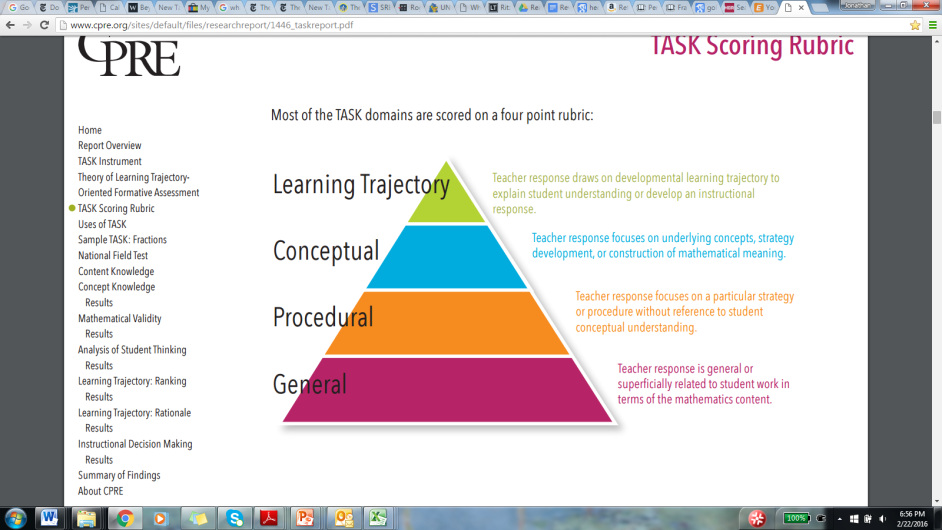 Jonathan
www.cpre.org/sites/default/files/researchreport/1446_taskreport.pdf
CPRE
TASK Scoring Rubric
Most of the TASK domains are scored on a four point rubric:
Home
Report Overview
TASK Instrument
Theory of Learning Trajectory-
Oriented Formative Assessment
TASK Scoring Rubric
Uses of TASK
Sample TASK: Fractions
National Field Test
Content Knowledge
Concept Knowledge
Results
Mathematical Validity
Results
Analysis of Student Thinking
Results
Learning Trajectory: Ranking
Results
Learning Trajectory: Rationale
Results
Instructional Decision Making
Results
Summary of Findings
About CPRE
Learning Trajectory
Teacher response draws on developmental learning trajectory to
explain student understanding or develop an instructional
response.
Conceptual
Teacher response focuses on underlying concepts, strategy
development, or construction of mathematical meaning.
Procedural
Teacher response focuses on a particular strategy
or procedure without reference to student
conceptual understanding.
General
Teacher response is general or
superficially related to student work in
terms of the mathematics content.
100%
6:56 PM
2/22/2016